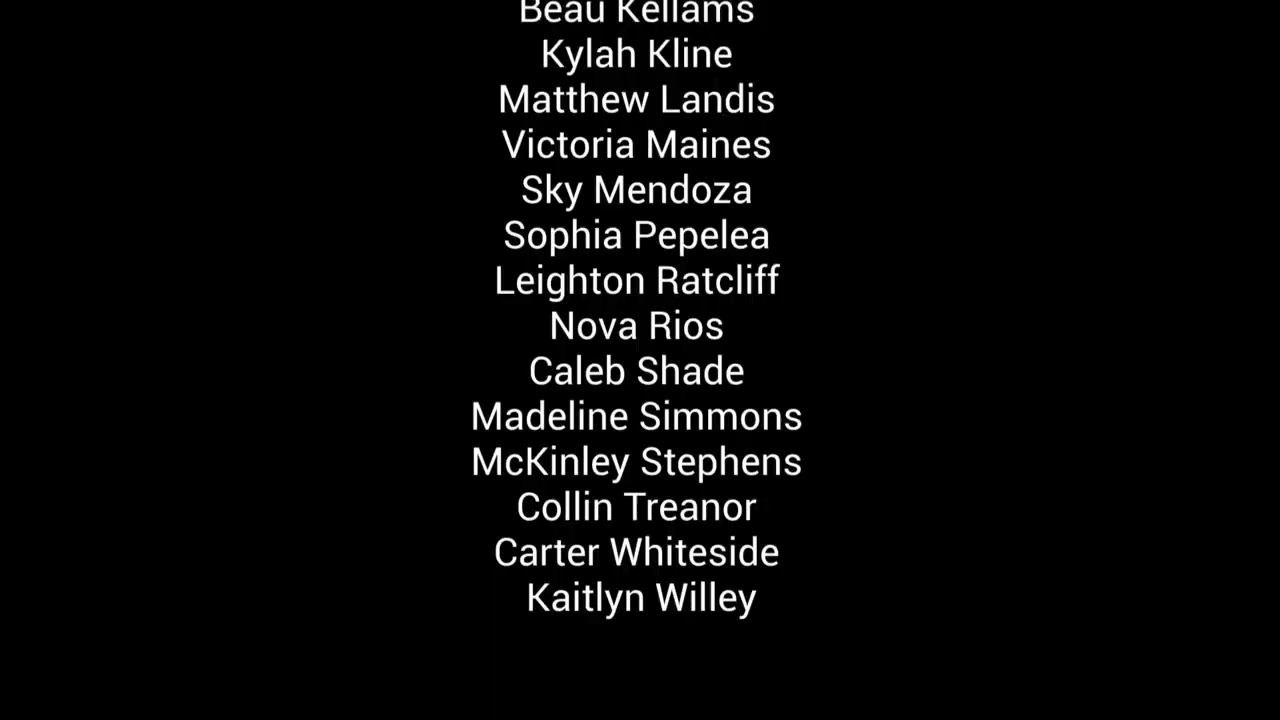 Beau Kellams
Kylah Kline
Matthew Landis
Victoria Maines
Sky Mendoza
Sophia Pepelea
Leighton Ratcliff
Nova Rios
Caleb Shade
Madeline Simmons
McKinley Stephens
Collin Treanor
Carter Whiteside
Kaitlyn Willey